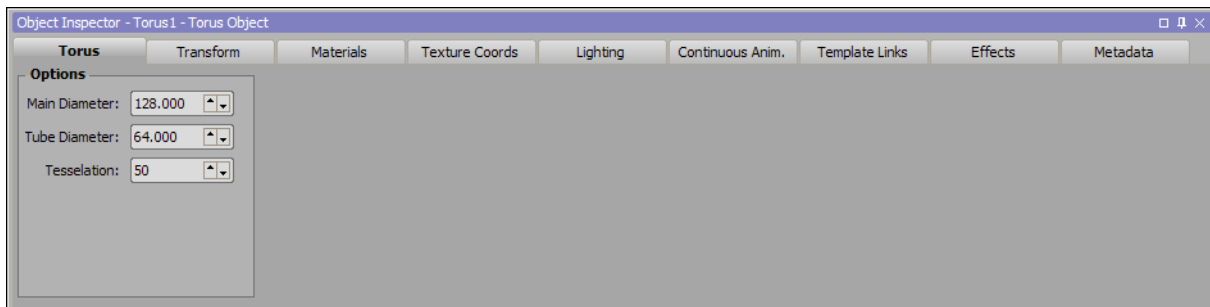 Object Inspector - Torus1 - Torus Object
Torus Transform Materials Texture Coords Lighting Continuous Anim. Template Links Effects Metadata
Options
Main Diameter: 128.000
Tube Diameter: 64.000
Tesselation: 50